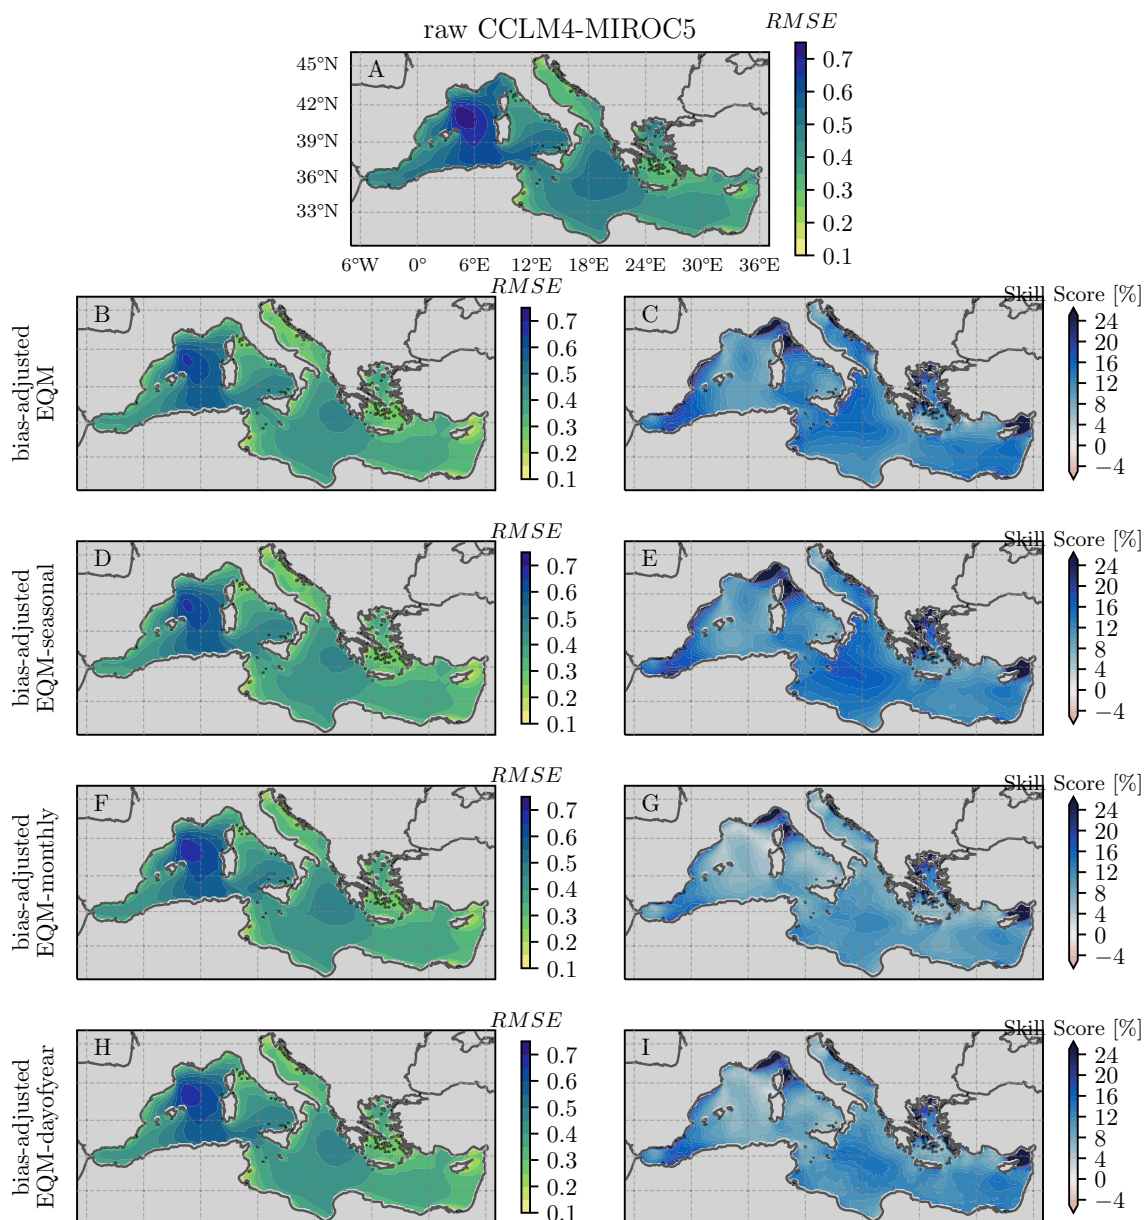 raw CCLM4-MIROC5
RMSE
A
45°N
42°N
39°N
36°N
33°N
6°W 0° 6°E 12°E 18°E 24°E 30°E 36°E
0.7
0.6
0.5
0.4
0.3
0.2
0.1
bias-adjusted
EQM
B
RMSE
0.7
0.6
0.5
0.4
0.3
0.2
0.1
C
Skill Score [%]
24
20
16
12
8
4
0
−4
bias-adjusted
EQM-seasonal
D
RMSE
0.7
0.6
0.5
0.4
0.3
0.2
0.1
E
Skill Score [%]
24
20
16
12
8
4
0
−4
bias-adjusted
EQM-monthly
F
RMSE
0.7
0.6
0.5
0.4
0.3
0.2
0.1
G
Skill Score [%]
24
20
16
12
8
4
0
−4
bias-adjusted
EQM-dayofyear
H
RMSE
0.7
0.6
0.5
0.4
0.3
0.2
0.1
I
Skill Score [%]
24
20
16
12
8
4
0
−4